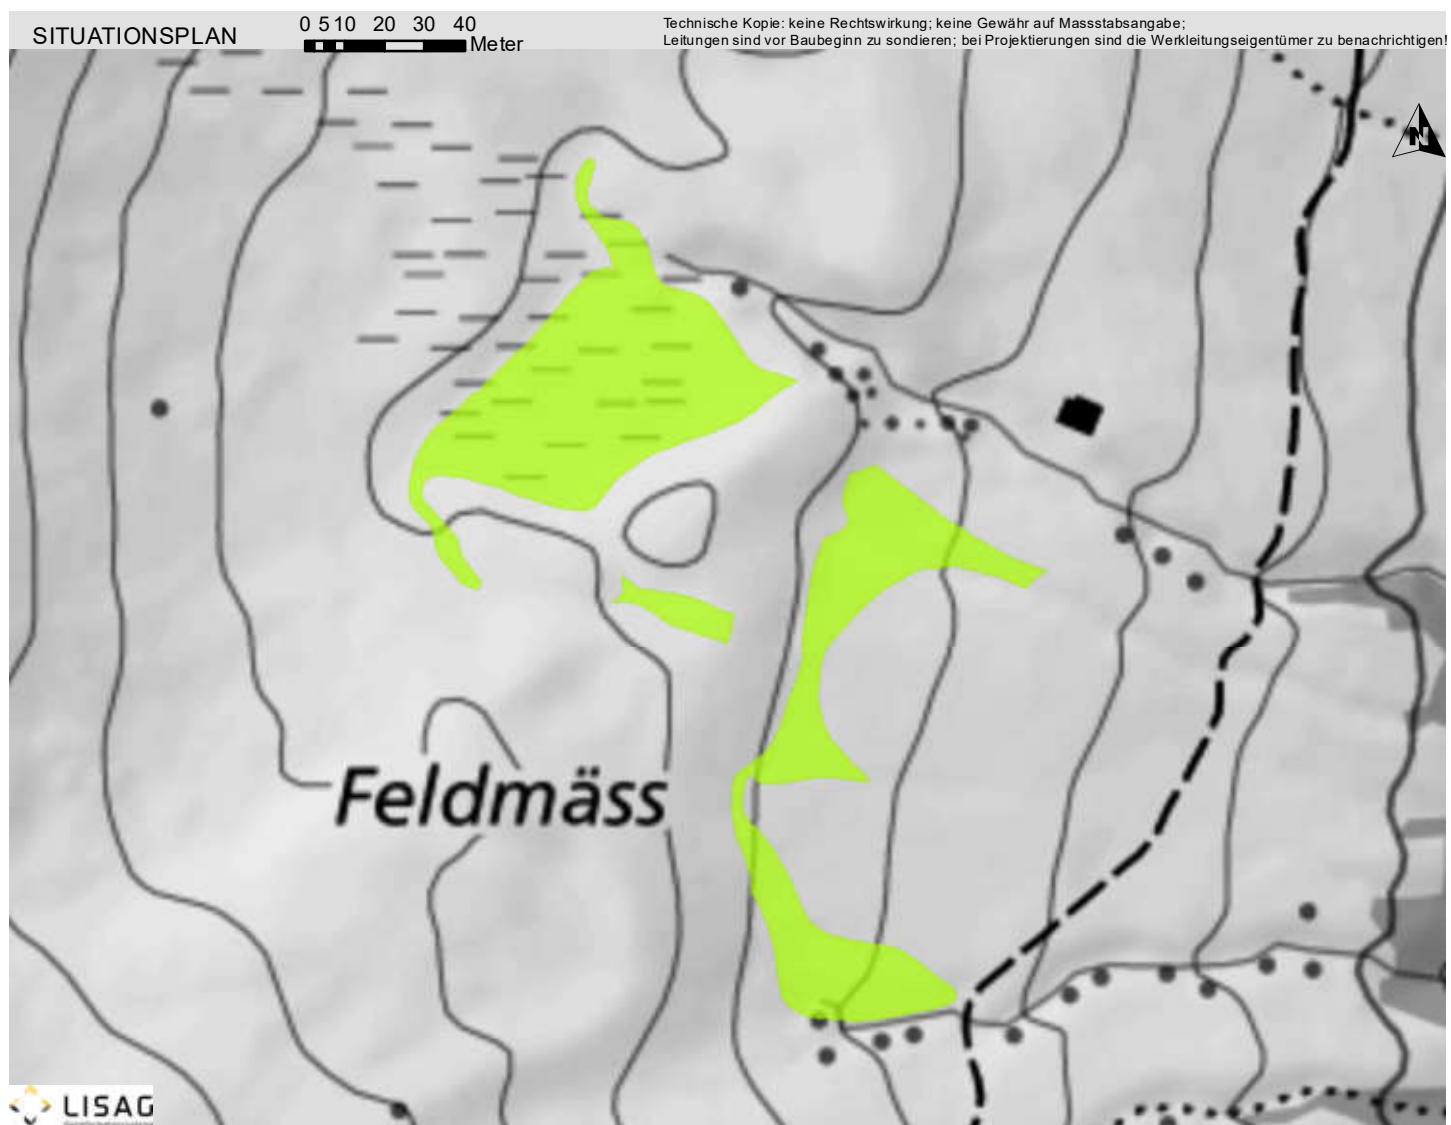 SITUATIONSPLAN
0 5 10 20 30 40
Meter
Technische Kopie: keine Rechtswirkung; keine Gewähr auf Massstabsangabe;
Leitungen sind vor Baubeginn zu sondieren; bei Projektierungen sind die Werkleitungseigentümer zu benachrichtigen!
N
Feldmäss
LISAG